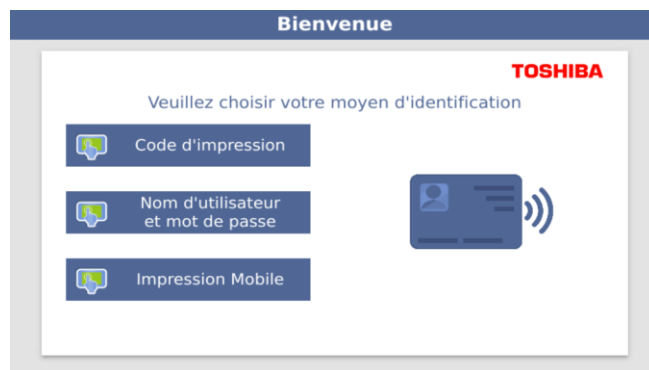 Bienvenue
TOSHIBA
Veuillez choisir votre moyen d'identification
Code d'impression
Nom d'utilisateur
et mot de passe
Impression Mobile